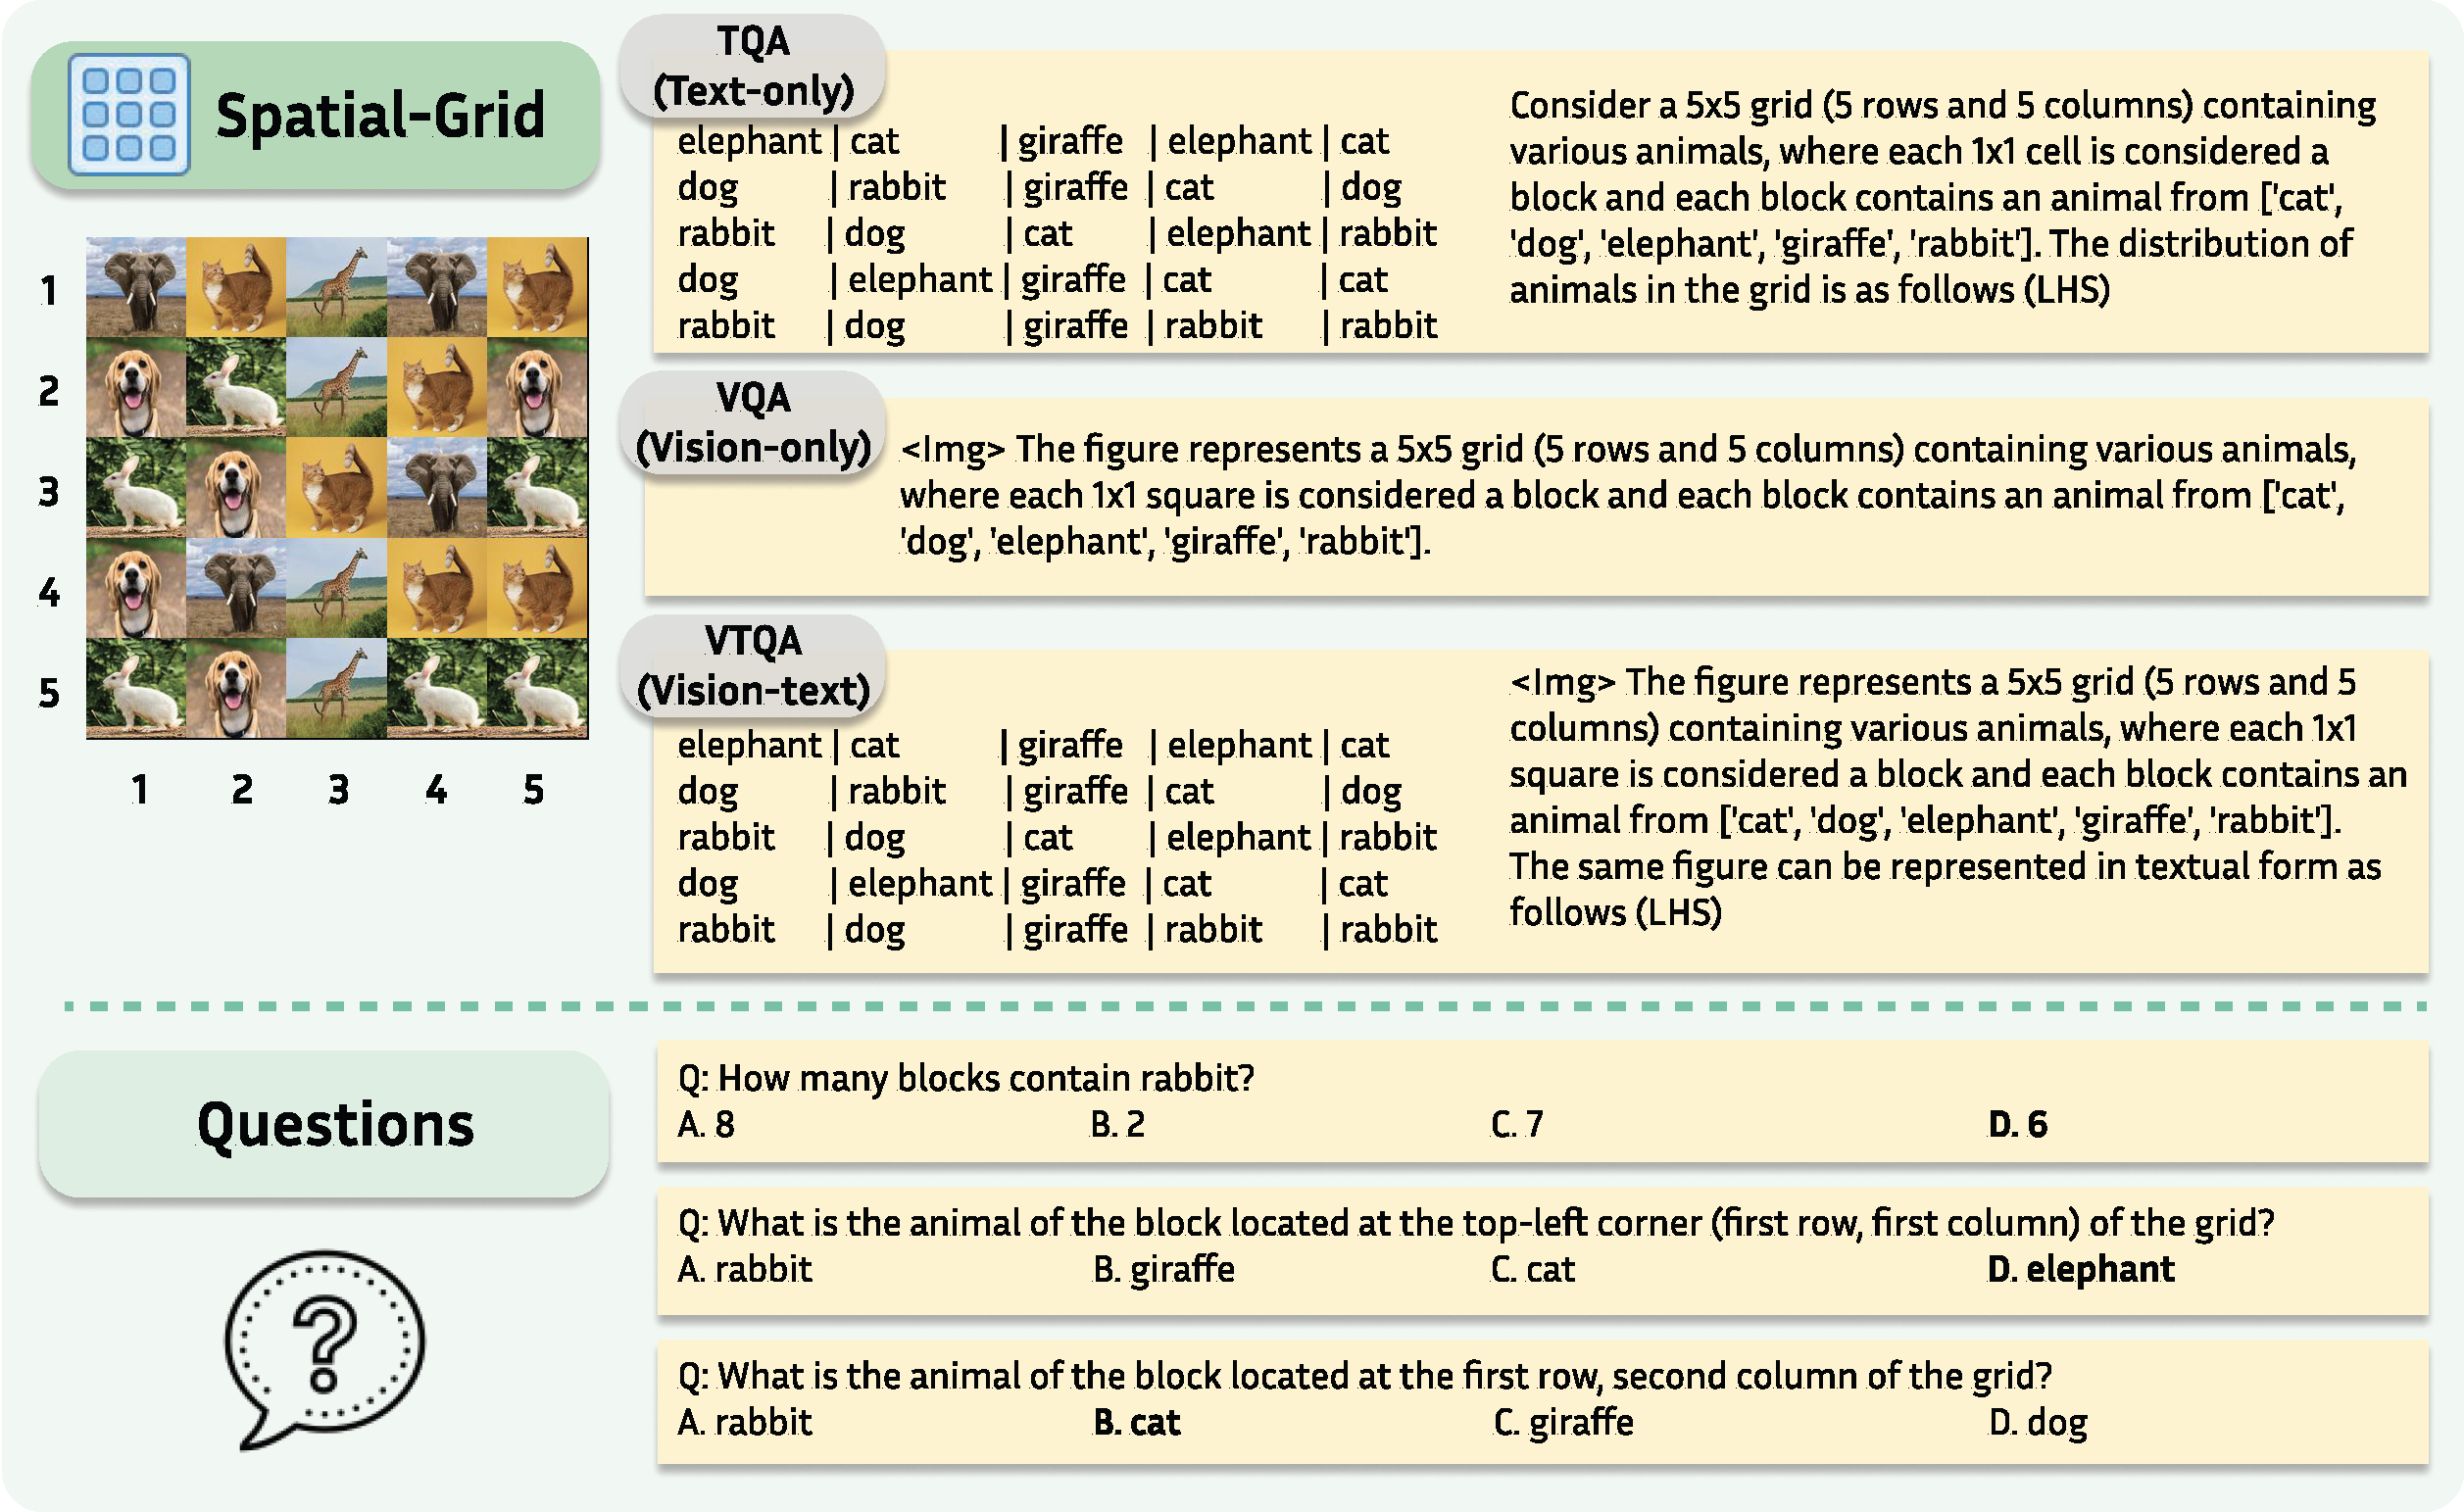 Spatial-Grid
1
2
3
4
5
1 2 3 4 5
TQA
(Text-only)
elephant | cat | giraffe | elephant | cat
dog | rabbit | giraffe | cat | dog
rabbit | dog | cat | elephant | rabbit
dog | elephant | giraffe | cat | cat
rabbit | dog | giraffe | rabbit | rabbit
Consider a 5x5 grid (5 rows and 5 columns) containing
various animals, where each 1x1 cell is considered a
block and each block contains an animal from ['cat',
'dog', 'elephant', 'giraffe', 'rabbit']. The distribution of
animals in the grid is as follows (LHS)
VQA
(Vision-only)
<Img> The figure represents a 5x5 grid (5 rows and 5 columns) containing various animals,
where each 1x1 square is considered a block and each block contains an animal from ['cat',
'dog', 'elephant', 'giraffe', 'rabbit'].
VTQA
(Vision-text)
elephant | cat | giraffe | elephant | cat
dog | rabbit | giraffe | cat | dog
rabbit | dog | cat | elephant | rabbit
dog | elephant | giraffe | cat | cat
rabbit | dog | giraffe | rabbit | rabbit
<Img> The figure represents a 5x5 grid (5 rows and 5
columns) containing various animals, where each 1x1
square is considered a block and each block contains an
animal from ['cat', 'dog', 'elephant', 'giraffe', 'rabbit'].
The same figure can be represented in textual form as
follows (LHS)
Questions
?
Q: How many blocks contain rabbit?
A. 8 B. 2 C. 7 D. 6
Q: What is the animal of the block located at the top-left corner (first row, first column) of the grid?
A. rabbit B. giraffe C. cat D. elephant
Q: What is the animal of the block located at the first row, second column of the grid?
A. rabbit B. cat C. giraffe D. dog